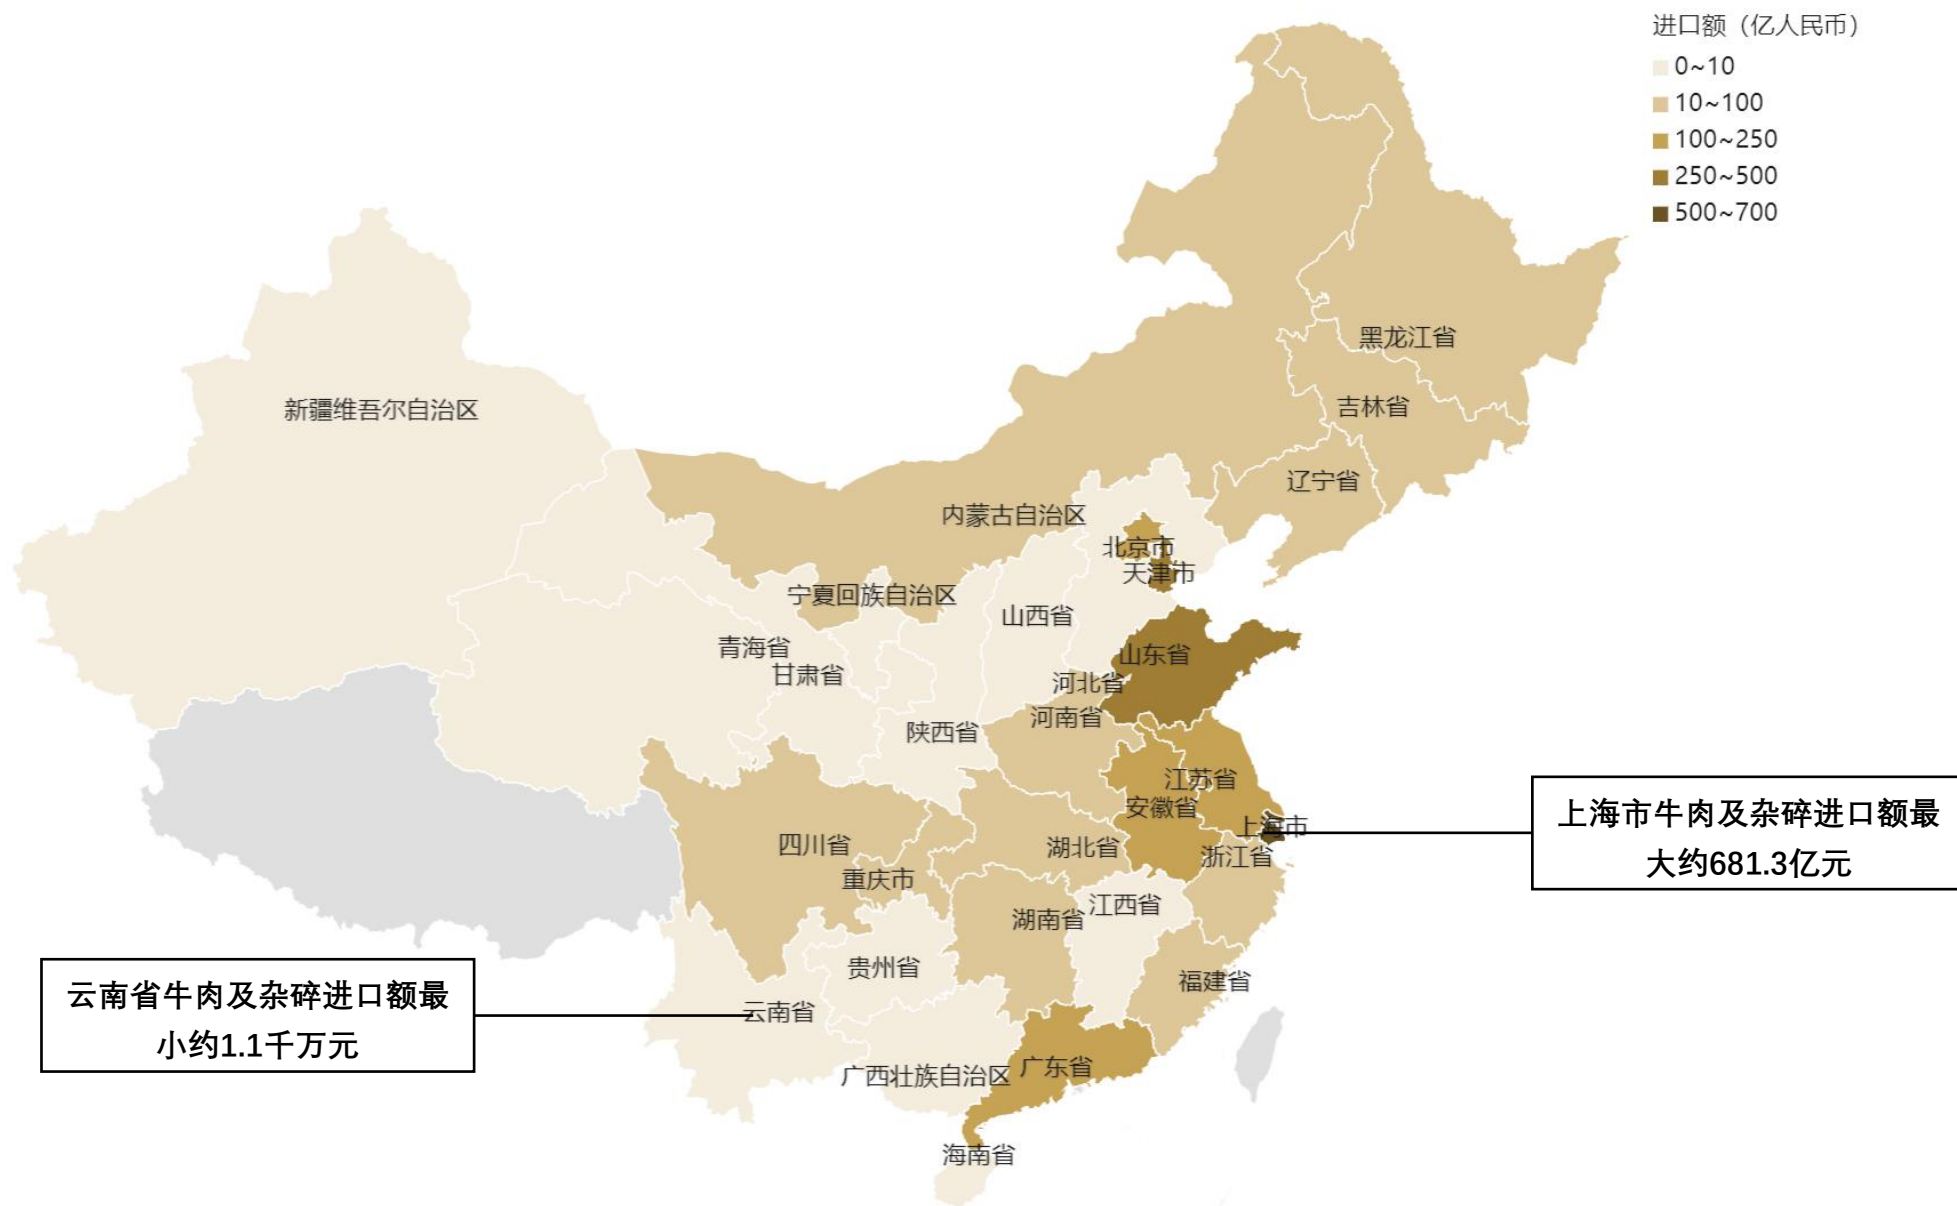 进口额（亿人民币）
0~10
10~100
100~250
250~500
500~700
黑龙江省
新疆维吾尔自治区
吉林省
辽宁省
内蒙古自治区
北京市
天津市
宁夏回族自治区
山西省
青海省
山东省
甘肃省
河北省
河南省
陕西省
江苏省
安徽省
上海市
上海市牛肉及杂碎进口额最
大约681.3亿元
四川省
湖北省
浙江省
重庆市
江西省
湖南省
贵州省
福建省
云南省牛肉及杂碎进口额最
小约1.1千万元
云南省
广东省
广西壮族自治区
海南省